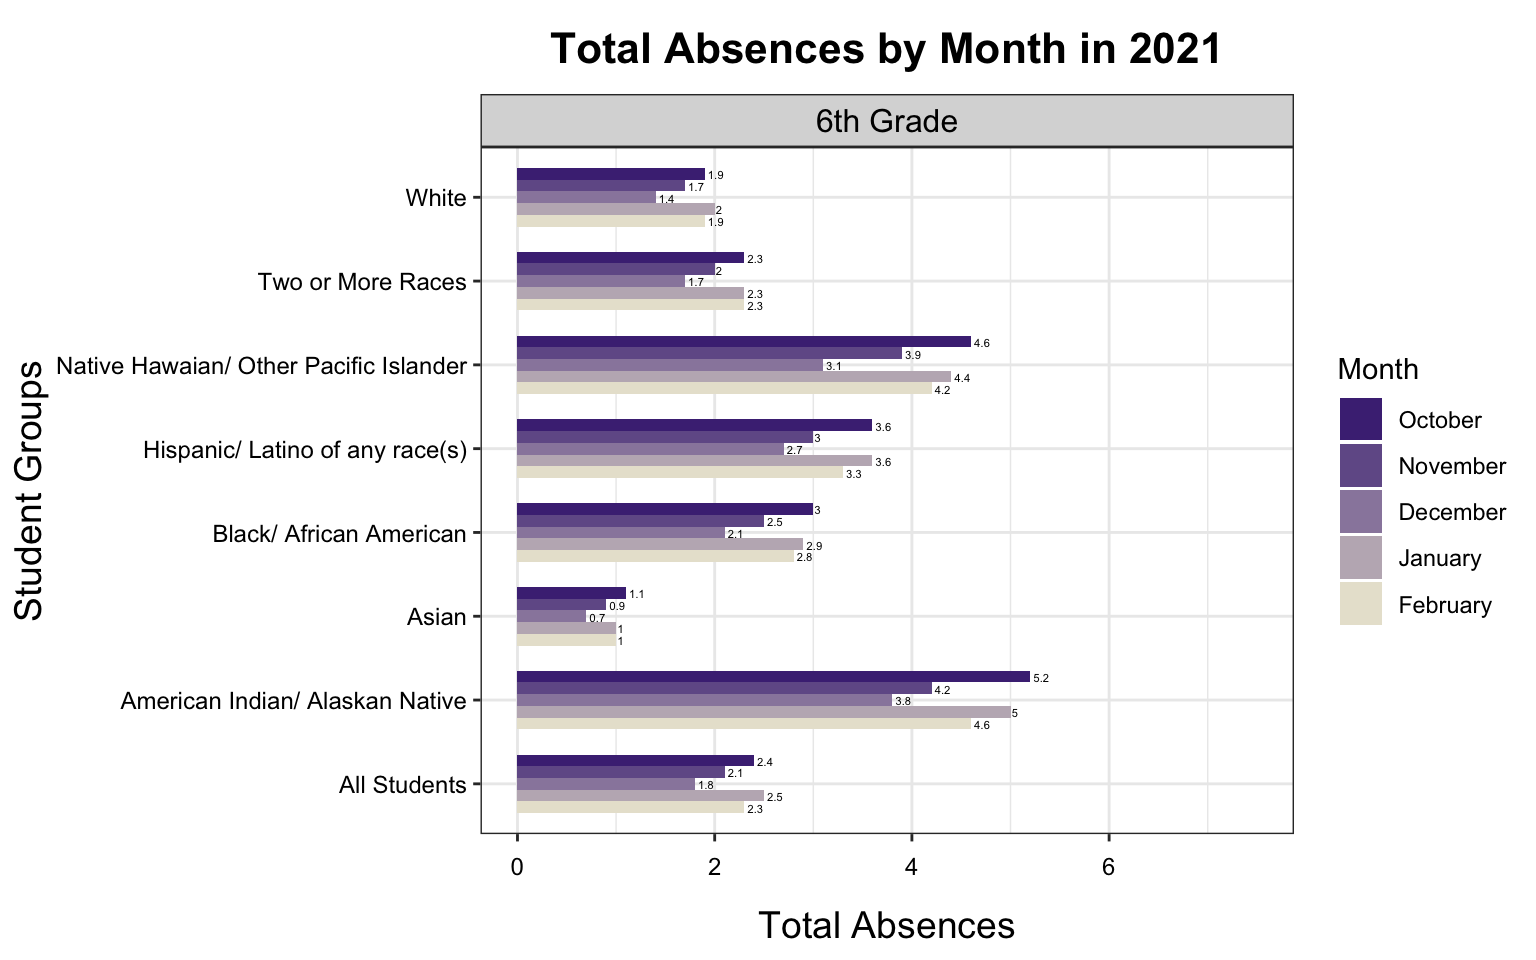 Total Absences by Month in 2021
6th Grade
Student Groups
White
1.9
1.7
1.4
2
1.9
Two or More Races
2.3
2
1.7
2.3
2.3
Native Hawaian/ Other Pacific Islander
4.6
3.9
3.1
4.4
4.2
Hispanic/ Latino of any race(s)
3.6
3
2.7
3.6
3.3
Black/ African American
3
2.5
2.1
2.9
2.8
Asian
1.1
0.9
0.7
1
1
American Indian/ Alaskan Native
5.2
4.2
3.8
5
4.6
All Students
2.4
2.1
1.8
2.5
2.3
0 2 4 6
Total Absences
Month
October
November
December
January
February